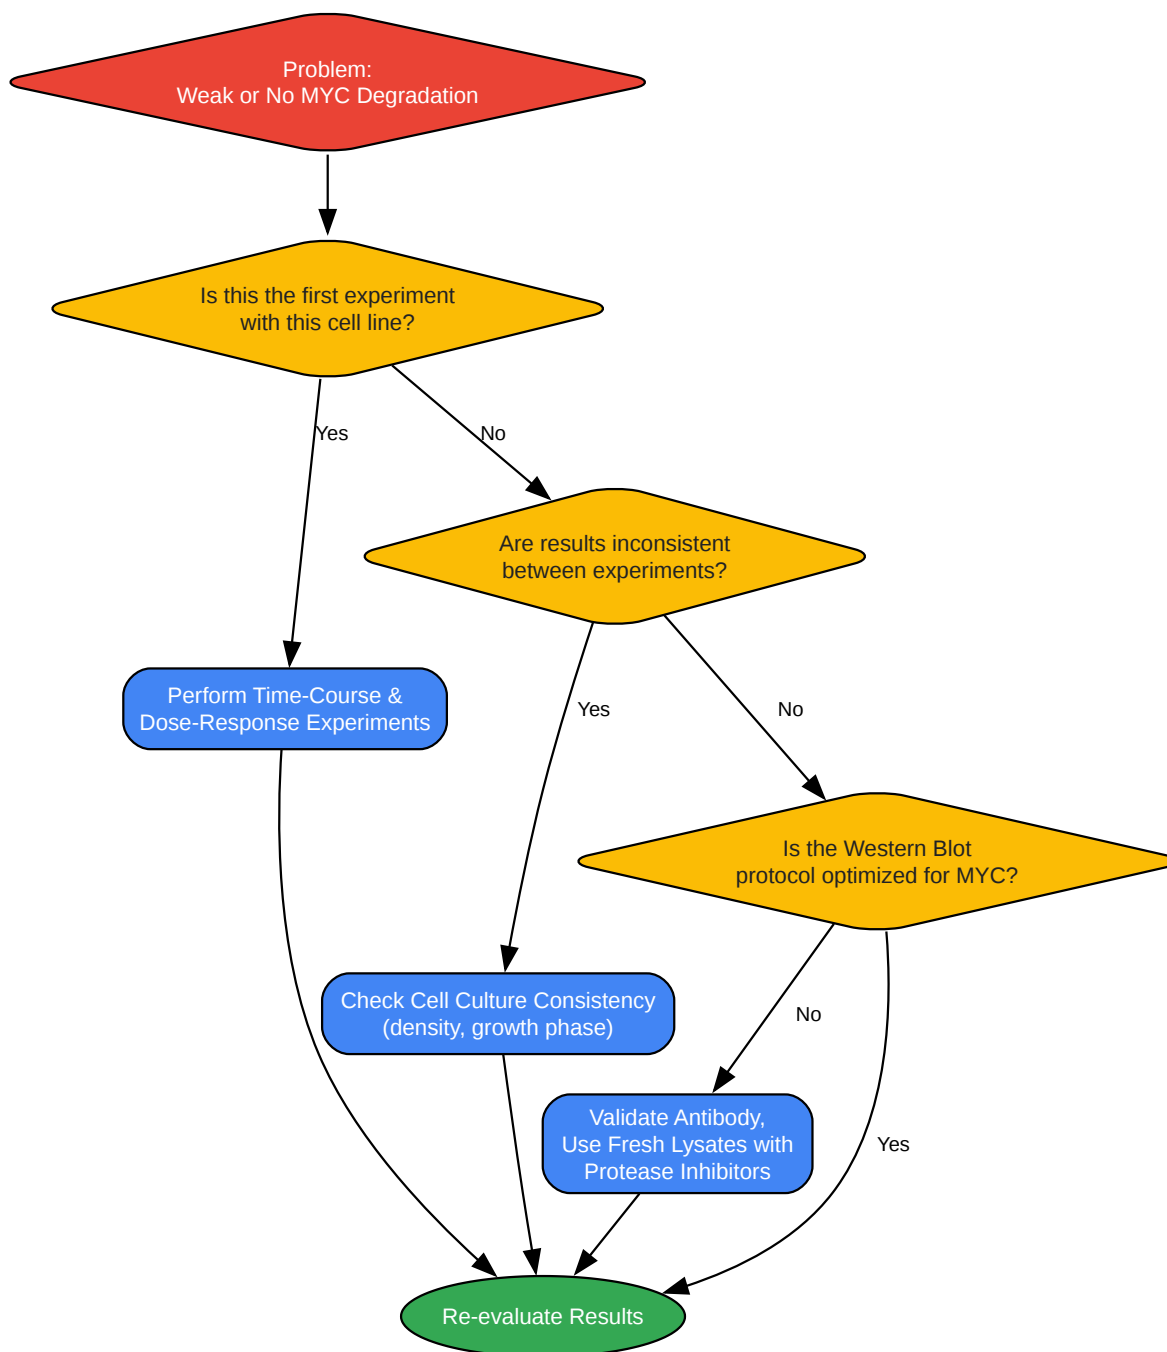 Problem:
Weak or No MYC Degradation
Is this the first experiment
with this cell line?
Yes
No
Are results inconsistent
between experiments?
Perform Time-Course &
Dose-Response Experiments
Yes
No
Is the Western Blot
protocol optimized for MYC?
Check Cell Culture Consistency
(density, growth phase)
No
Validate Antibody,
Use Fresh Lysates with
Protease Inhibitors
Yes
Re-evaluate Results